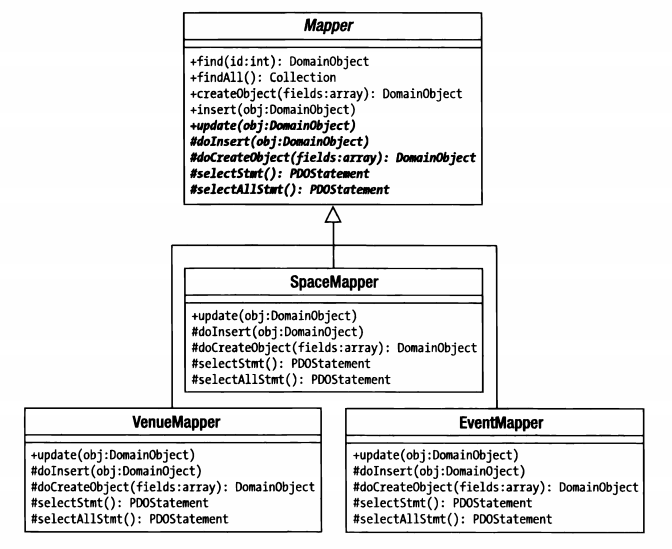 Mapper
+find(id:int): DomainObject
+findAll(): Collection
+createObject(fields:array): DomainObject
+insert(obj:DomainObject)
+update(obj:DomainObject)
#doInsert(obj:DomainObject)
#doCreateObject(fields:array): DomainObject
#selectStmt(): PDOStatement
#selectAllStmt(): PDOStatement
SpaceMapper
+update(obj:DomainObject)
#doInsert(obj:DomainOject)
#doCreateObject(fields:array): DomainObject
#selectStmt(): PDOStatement
#selectAllStmt(): PDOStatement
VenueMapper
+update(obj:DomainObject)
#doInsert(obj:DomainOject)
#doCreateObject(fields:array): DomainObject
#selectStmt(): PDOStatement
#selectAllStmt(): PDOStatement
EventMapper
+update(obj:DomainObject)
#doInsert(obj:DomainOject)
#doCreateObject(fields:array): DomainObject
#selectStmt(): PDOStatement
#selectAllStmt(): PDOStatement